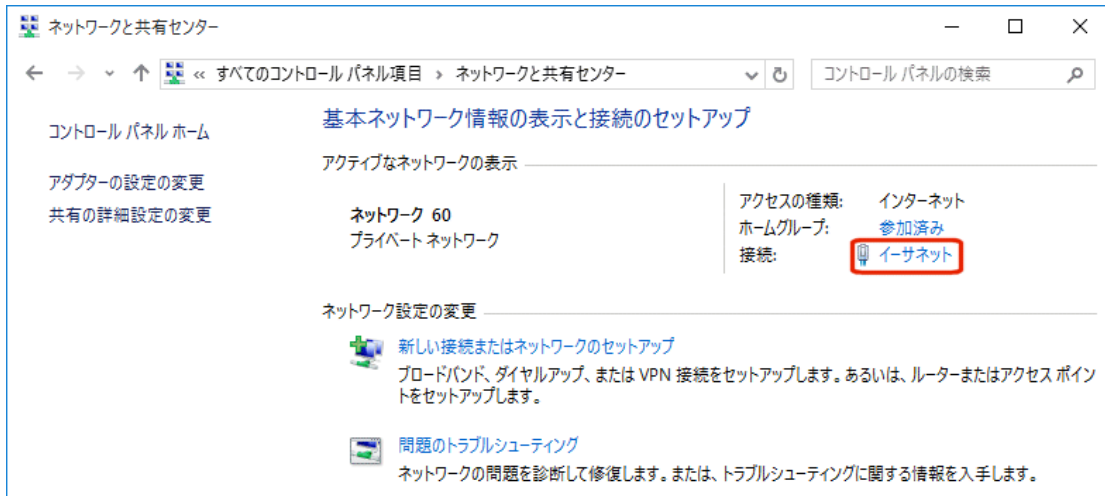 ネットワークと共有センター
« すべてのコントロール パネル項目 › ネットワークと共有センター
コントロール パネルの検索
コントロール パネル ホーム
アダプターの設定の変更
共有の詳細設定の変更
基本ネットワーク情報の表示と接続のセットアップ
アクティブなネットワークの表示
ネットワーク 60
プライベート ネットワーク
アクセスの種類: インターネット
ホームグループ: 参加済み
接続: イーサネット
ネットワーク設定の変更
新しい接続またはネットワークのセットアップ
ブロードバンド、ダイヤルアップ、または VPN 接続をセットアップします。あるいは、ルーターまたはアクセス ポイン
トをセットアップします。
問題のトラブルシューティング
ネットワークの問題を診断して修復します。または、トラブルシューティングに関する情報を入手します。